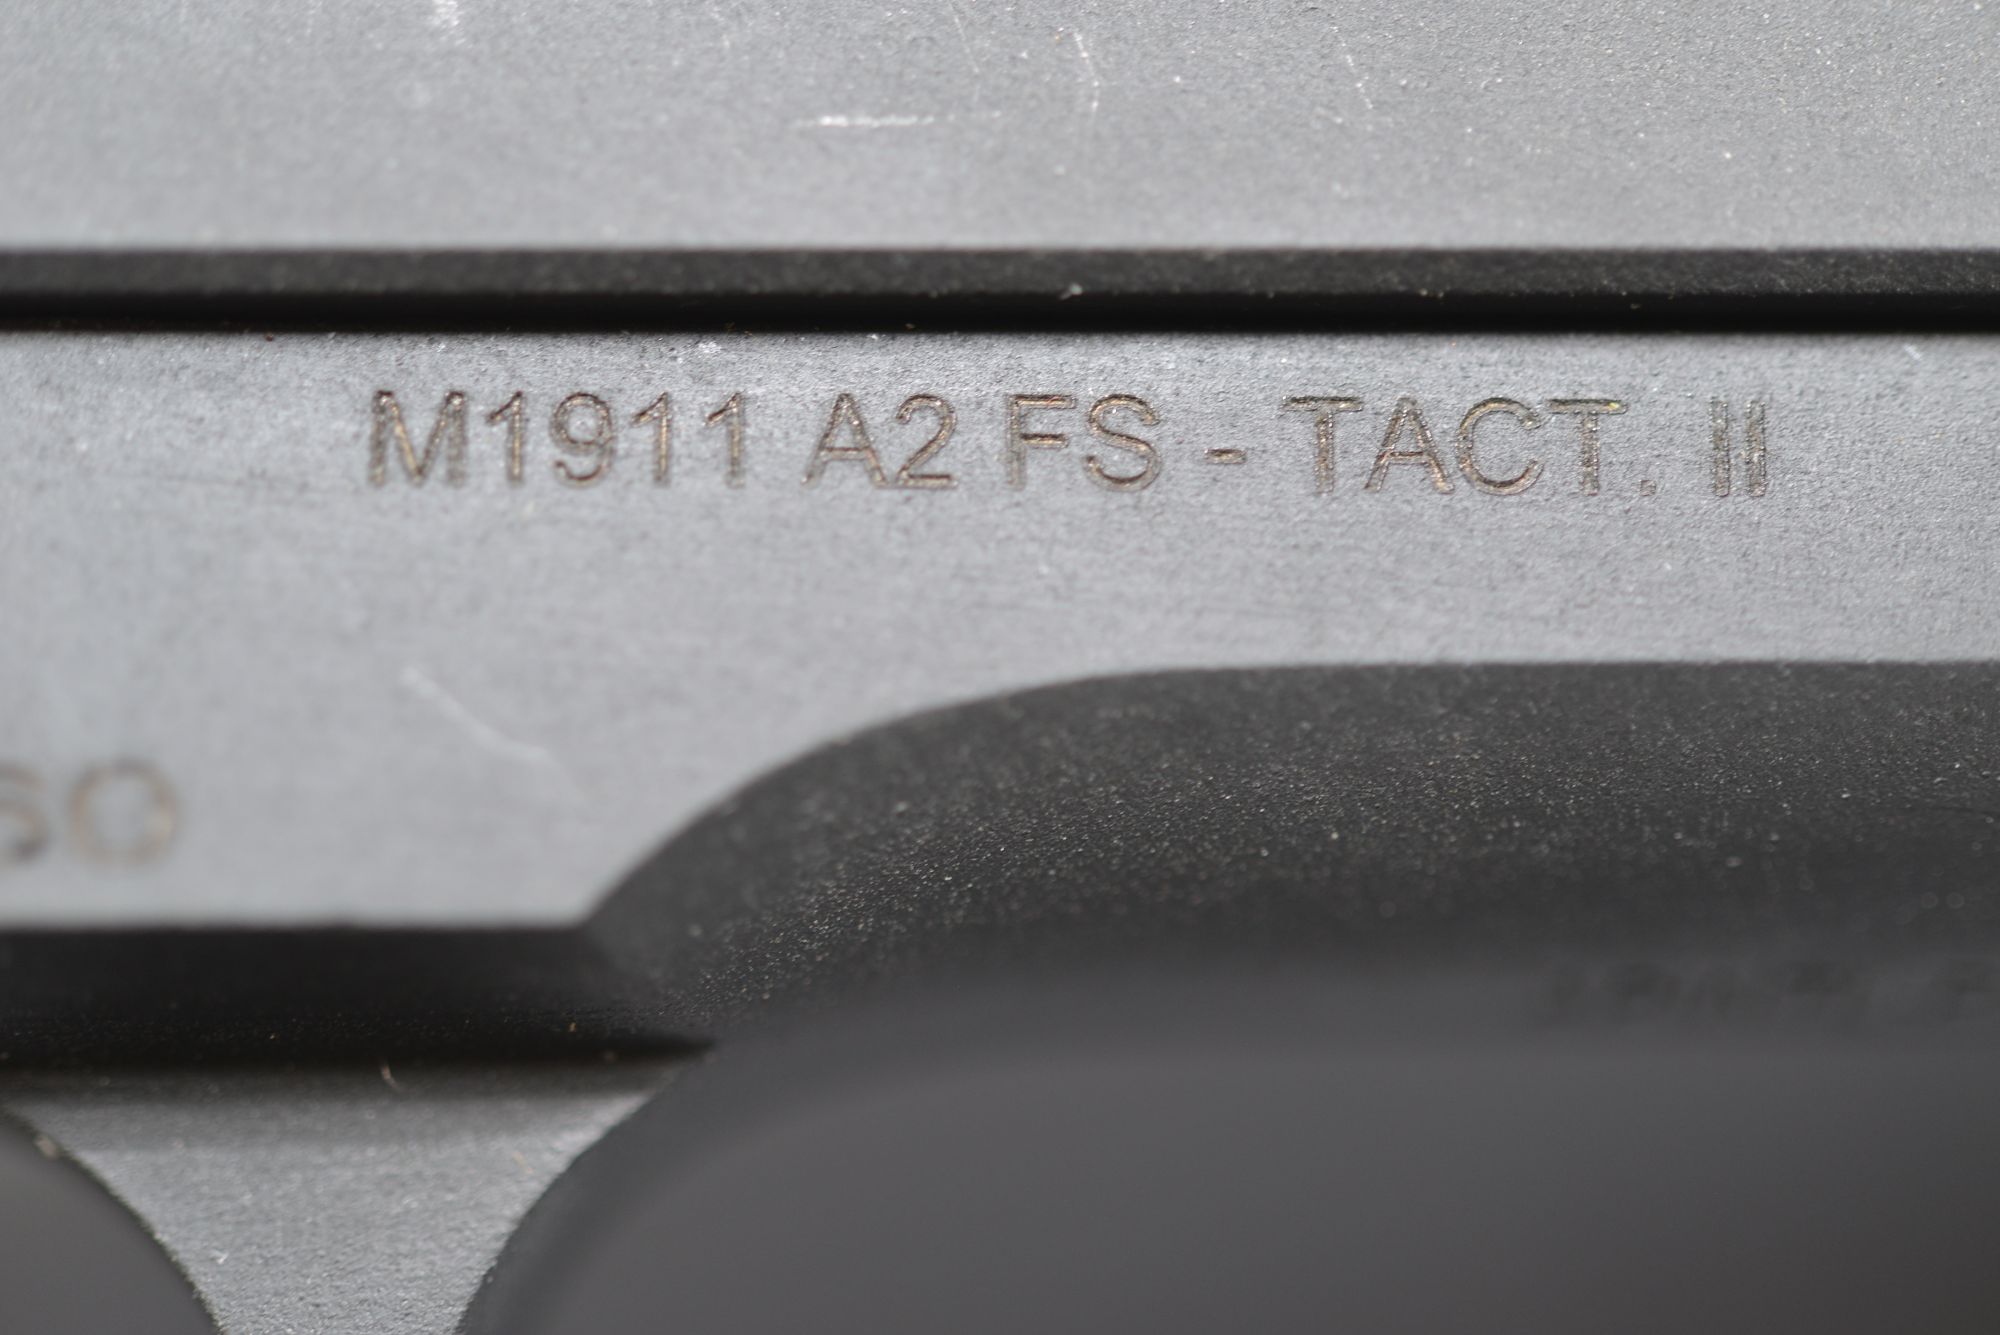 M1911 A2 FS - TACT. II